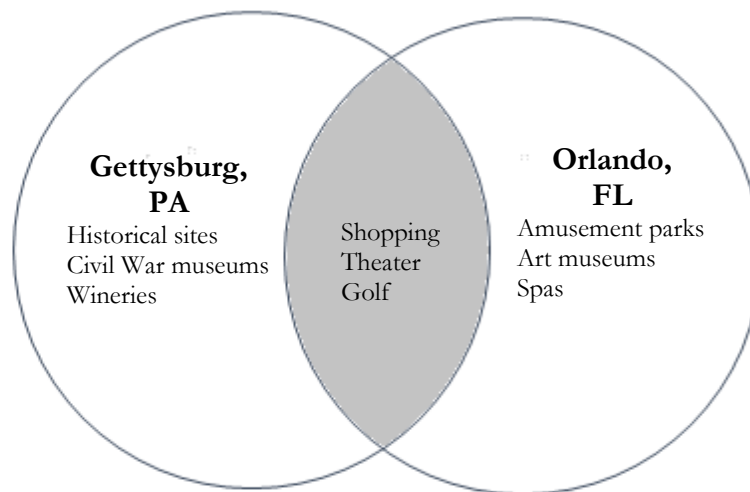 Gettysburg,
PA
Historical sites
Civil War museums
Wineries
Shopping
Theater
Golf
Orlando,
FL
Amusement parks
Art museums
Spas